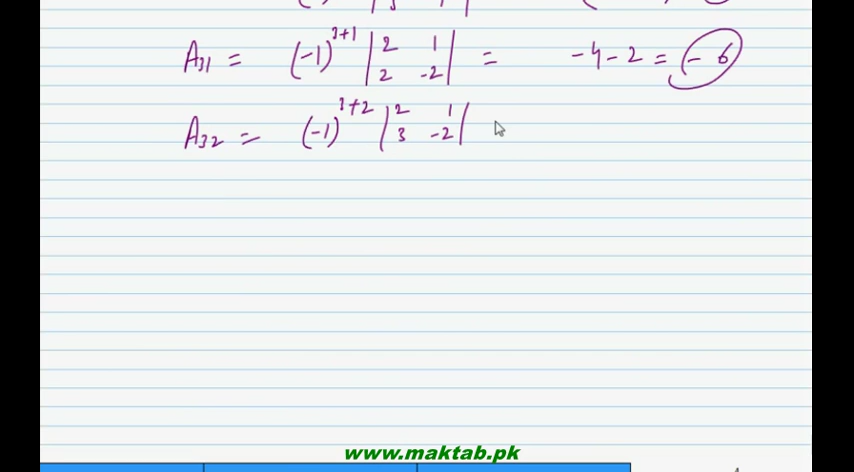 A31 = (-1)^3+1 | 2 1 | = -4 - 2 = -6
2 -2
A32 = (-1)^3+2 | 2 1 |
3 -2
www.maktab.pk